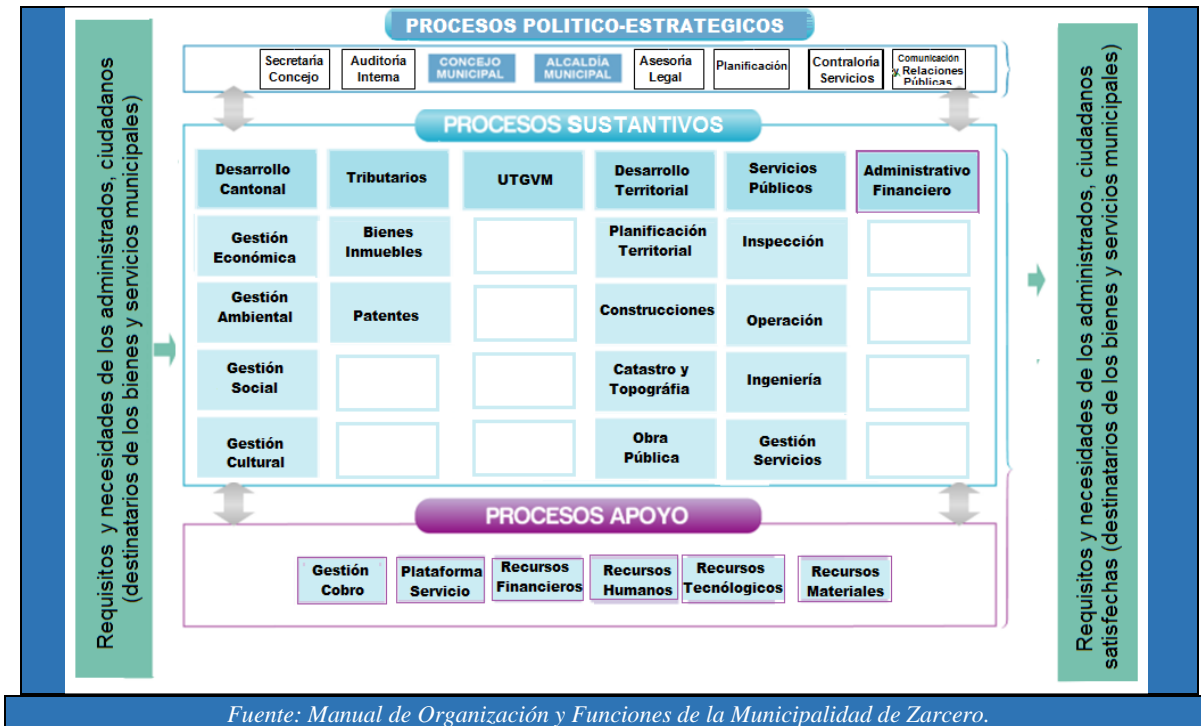 Requisitos y necesidades de los administrados, ciudadanos
(destinatarios de los bienes y servicios municipales)
PROCESOS POLITICO-ESTRATEGICOS
Secretaría
Concejo
Auditoría
Interna
CONCEJO
MUNICIPAL
ALCALDÍA
MUNICIPAL
Asesoría
Legal
Planificación
Contraloría
Servicios
Comunicación
y Relaciones
Públicas
PROCESOS SUSTANTIVOS
Desarrollo
Cantonal
Tributarios
UTGVM
Desarrollo
Territorial
Servicios
Públicos
Administrativo
Financiero
Gestión
Económica
Bienes
Inmuebles
Planificación
Territorial
Inspección
Gestión
Ambiental
Patentes
Construcciones
Operación
Gestión
Social
Catastro y
Topográfia
Ingeniería
Gestión
Cultural
Obra
Pública
Gestión
Servicios
PROCESOS APOYO
Gestión
Cobro
Plataforma
Servicio
Recursos
Financieros
Recursos
Humanos
Recursos
Tecnólogicos
Recursos
Materiales
Requisitos y necesidades de los administrados, ciudadanos
satisfechas (destinatarios de los bienes y servicios municipales)
Fuente: Manual de Organización y Funciones de la Municipalidad de Zarcero.